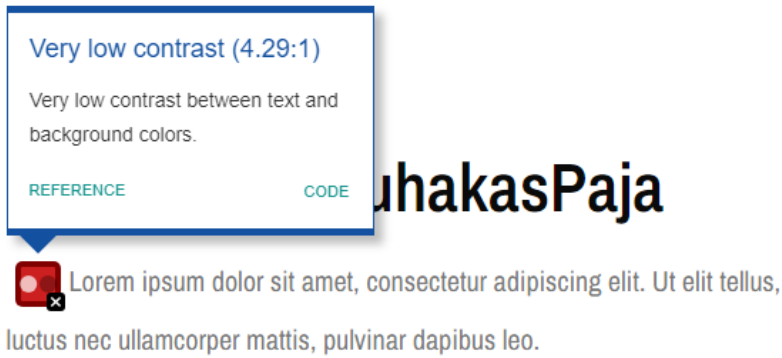 Very low contrast (4.29:1)
Very low contrast between text and
background colors.
REFERENCE CODE
uhakasPaja
Lorem ipsum dolor sit amet, consectetur adipiscing elit. Ut elit tellus,
luctus nec ullamcorper mattis, pulvinar dapibus leo.